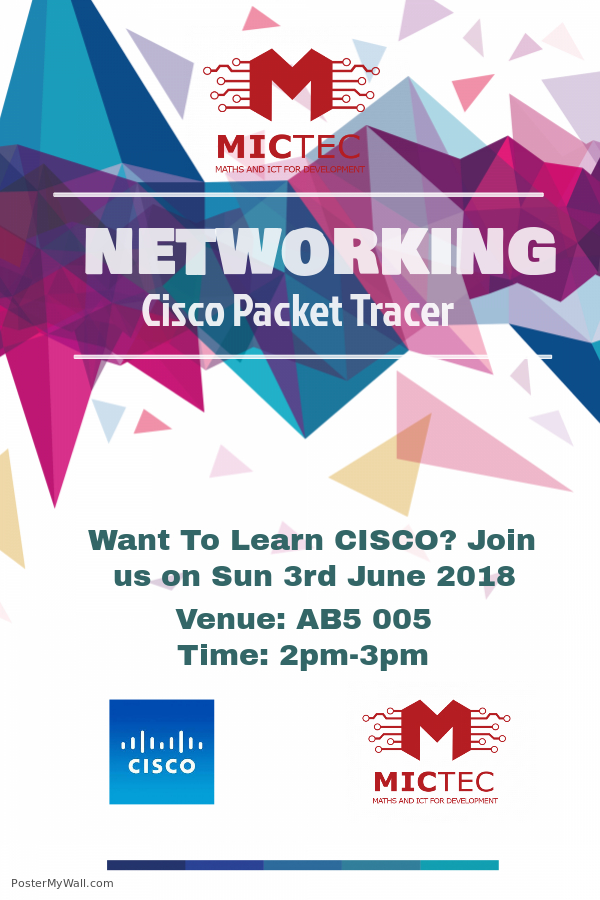 MICTEC
MATHS AND ICT FOR DEVELOPMENT
NETWORKING
Cisco Packet Tracer
Want To Learn CISCO? Join
us on Sun 3rd June 2018
Venue: AB5 005
Time: 2pm-3pm
CISCO
MICTEC
MATHS AND ICT FOR DEVELOPMENT
PosterMyWall.com